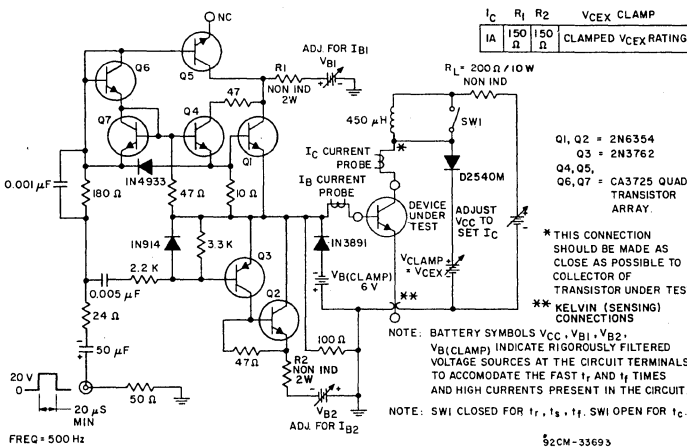 IC R1 R2 VCEX CLAMP
1A 150 Ω 150 Ω CLAMPED VCEX RATING
NC
Q6
Q5
ADJ. FOR IB1
VB1
R1
NON IND
2W
47
Q7
Q4
Q1
1N4933
0.001 µF
180 Ω
47 Ω
10 Ω
RL = 200 Ω / 10W
NON IND
450 µH
SW1
IC CURRENT
PROBE
*
IB CURRENT
PROBE
D2540M
DEVICE
UNDER
TEST
ADJUST
VCC TO
SET IC
Q1, Q2 = 2N6354
Q3 = 2N3762
Q4, Q5,
Q6, Q7 = CA3725 QUAD
TRANSISTOR
ARRAY.
* THIS CONNECTION
SHOULD BE MADE AS
CLOSE AS POSSIBLE TO
COLLECTOR OF
TRANSISTOR UNDER TES
** KELVIN (SENSING)
CONNECTIONS
1N914
3.3 K
Q3
1N3891
VCLAMP
= VCEX
2.2 K
0.005 µF
Q2
VB(CLAMP)
6 V
**
24 Ω
50 µF
47 Ω
R2
NON IND
2W
100 Ω
VB2
ADJ. FOR IB2
20 V
0
20 µS
MIN
50 Ω
FREQ = 500 Hz
NOTE: BATTERY SYMBOLS VCC, VB1, VB2,
VB(CLAMP) INDICATE RIGOROUSLY FILTERED
VOLTAGE SOURCES AT THE CIRCUIT TERMINALS
TO ACCOMODATE THE FAST tr AND tf TIMES
AND HIGH CURRENTS PRESENT IN THE CIRCUIT
NOTE: SW1 CLOSED FOR tr, ts, tf. SW1 OPEN FOR tc.
92CM-33693